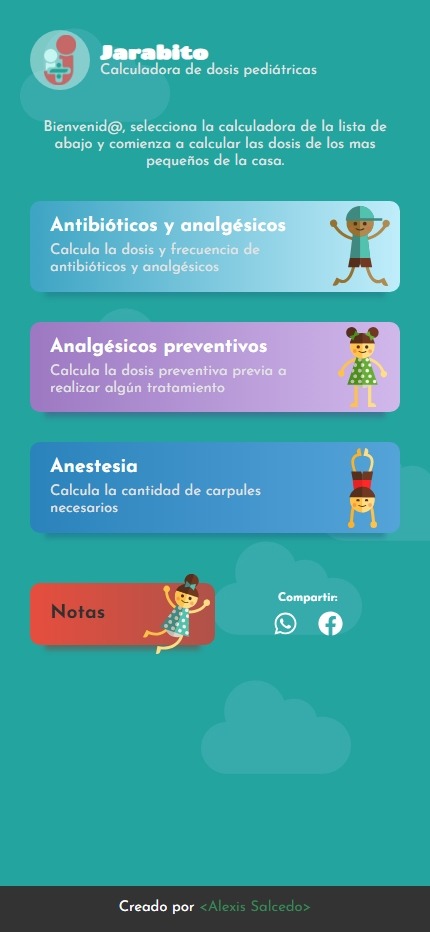 Jarabito
Calculadora de dosis pediátricas
Bienvenid@, selecciona la calculadora de la lista de
abajo y comienza a calcular las dosis de los mas
pequeños de la casa.
Antibióticos y analgésicos
Calcula la dosis y frecuencia de
antibióticos y analgésicos
Analgésicos preventivos
Calcula la dosis preventiva previa a
realizar algún tratamiento
Anestesia
Calcula la cantidad de carpules
necesarios
Notas
Compartir:
Creado por <Alexis Salcedo>